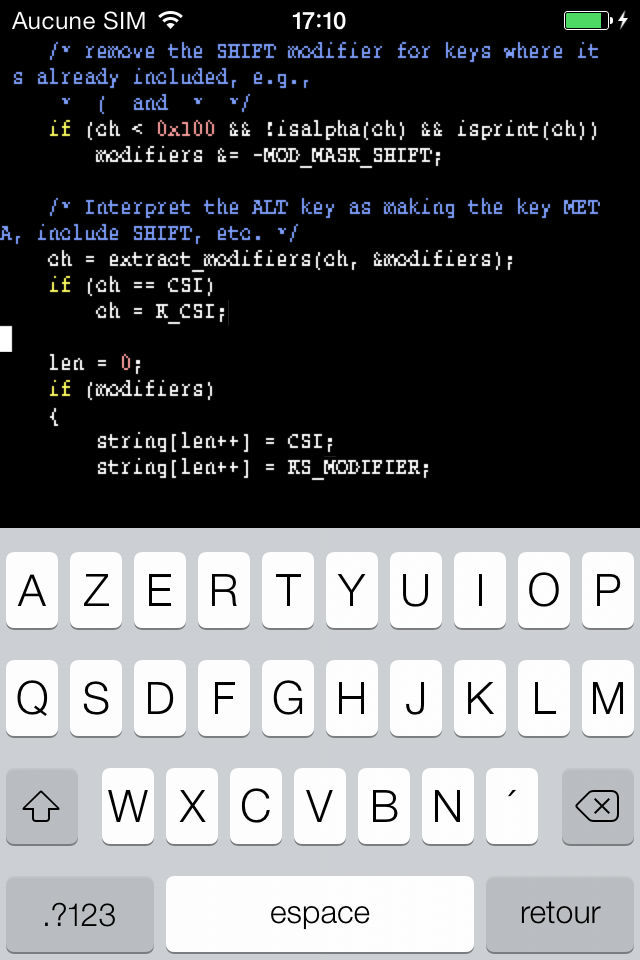 Aucune SIM 17:10
/* remove the SHIFT modifier for keys where it
s already included, e.g.,
* ( and * */
if (ch < 0x100 && !isalpha(ch) && isprint(ch))
modifiers &= ~MOD_MASK_SHIFT;
/* Interpret the ALT key as making the key MET
A, include SHIFT, etc. */
ch = extract_modifiers(ch, &modifiers);
if (ch == CSI)
ch = K_CSI;
len = 0;
if (modifiers)
{
string[len++] = CSI;
string[len++] = KS_MODIFIER;
A Z E R T Y U I O P
Q S D F G H J K L M
W X C V B N ´
.?123 espace retour